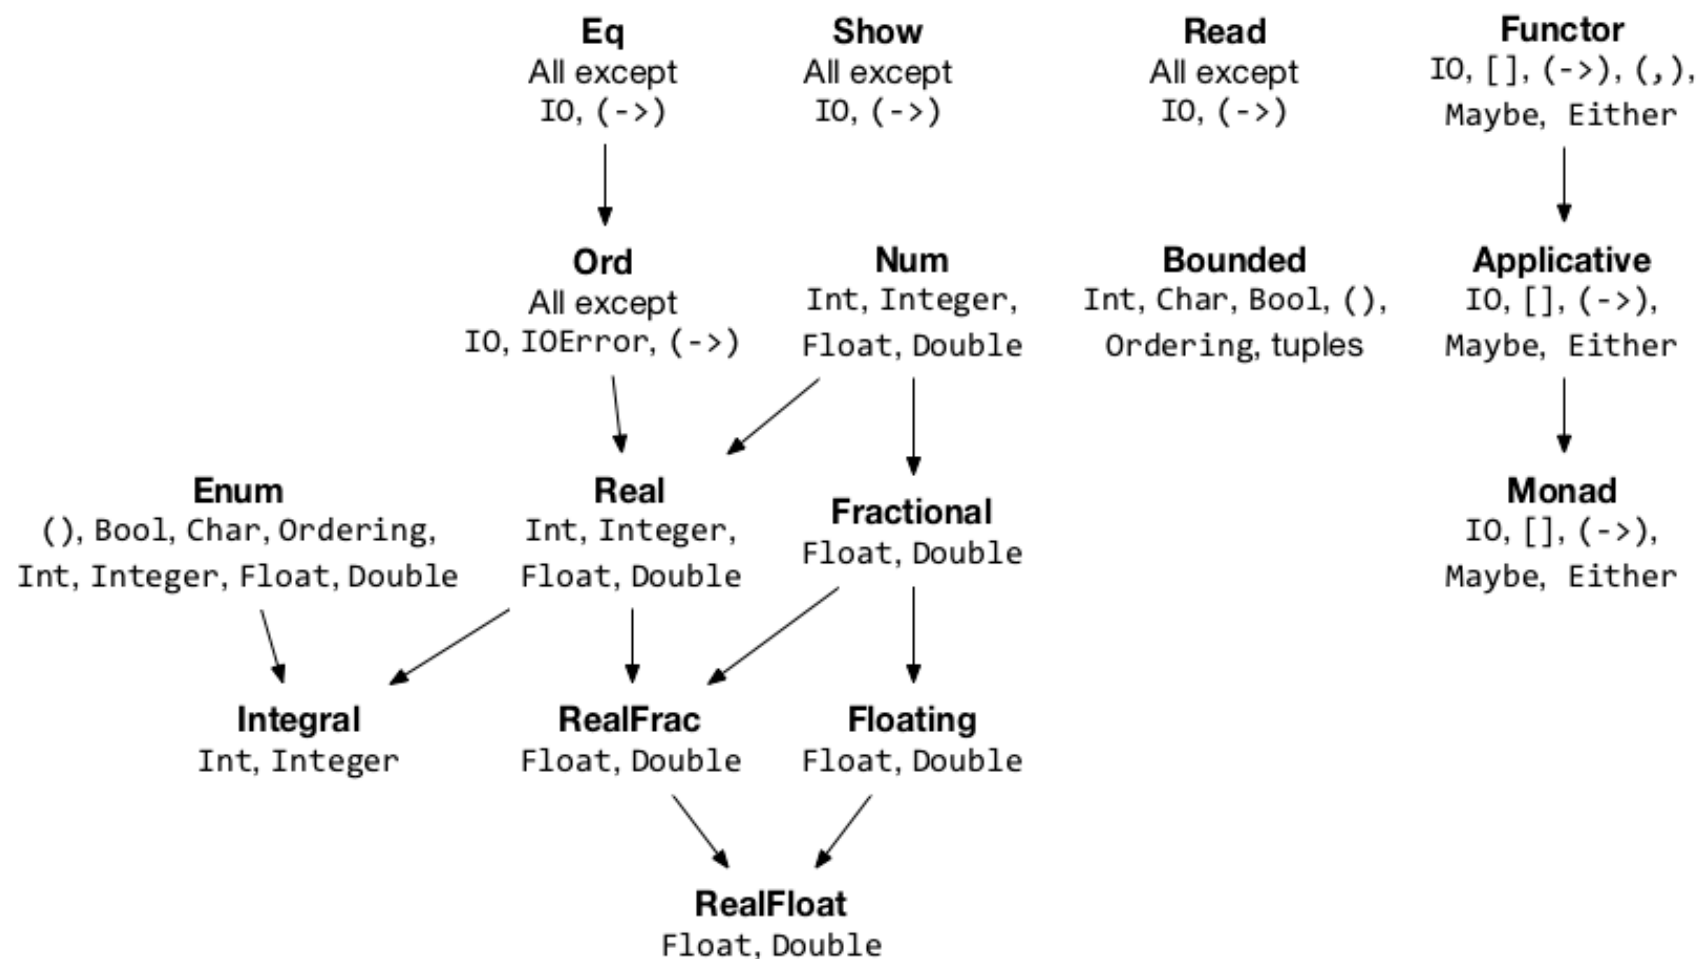 Eq
All except
IO, (->)
Show
All except
IO, (->)
Read
All except
IO, (->)
Functor
IO, [], (->), (,),
Maybe, Either
Ord
All except
IO, IOError, (->)
Num
Int, Integer,
Float, Double
Bounded
Int, Char, Bool, (),
Ordering, tuples
Applicative
IO, [], (->),
Maybe, Either
Enum
(), Bool, Char, Ordering,
Int, Integer, Float, Double
Real
Int, Integer,
Float, Double
Fractional
Float, Double
Monad
IO, [], (->),
Maybe, Either
Integral
Int, Integer
RealFrac
Float, Double
Floating
Float, Double
RealFloat
Float, Double